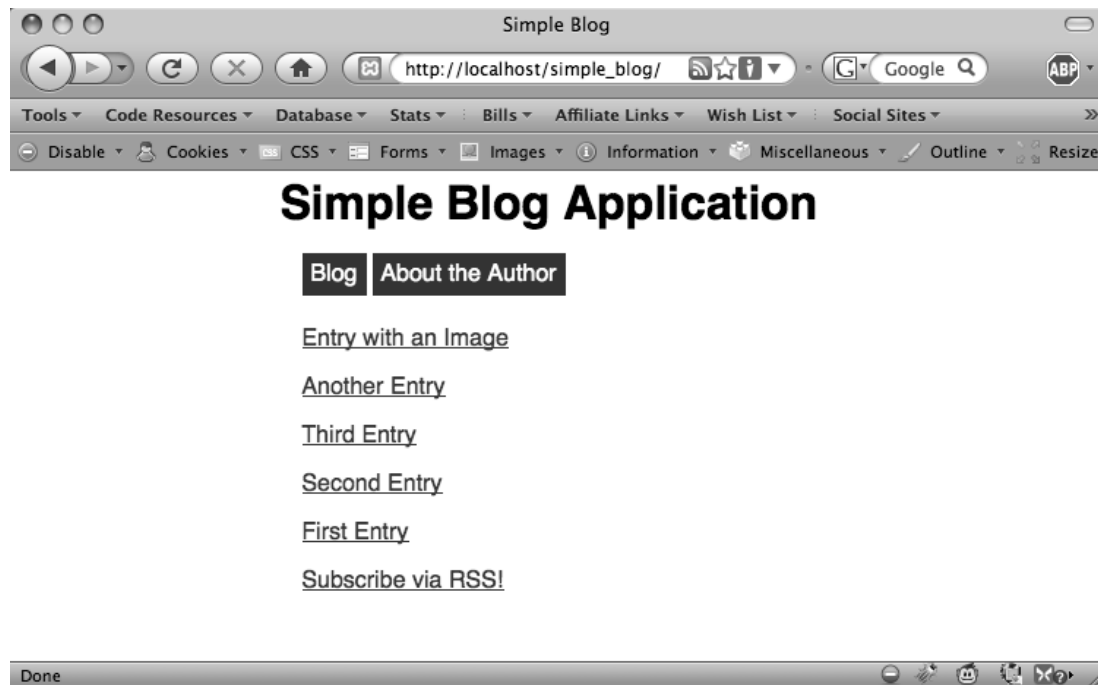 Simple Blog
http://localhost/simple_blog/ G Google ABP
Tools Code Resources Database Stats Bills Affiliate Links Wish List Social Sites
Disable Cookies CSS CSS Forms Images Information Miscellaneous Outline Resize
Simple Blog Application
Blog About the Author
Entry with an Image
Another Entry
Third Entry
Second Entry
First Entry
Subscribe via RSS!
Done